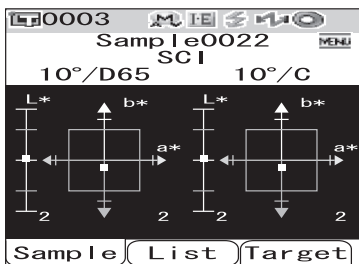 0003 M I·E
Sample0022 MENU
SCI
10°/D65 10°/C
L* b* L* b*
a* a*
2 2 2 2
Sample List Target